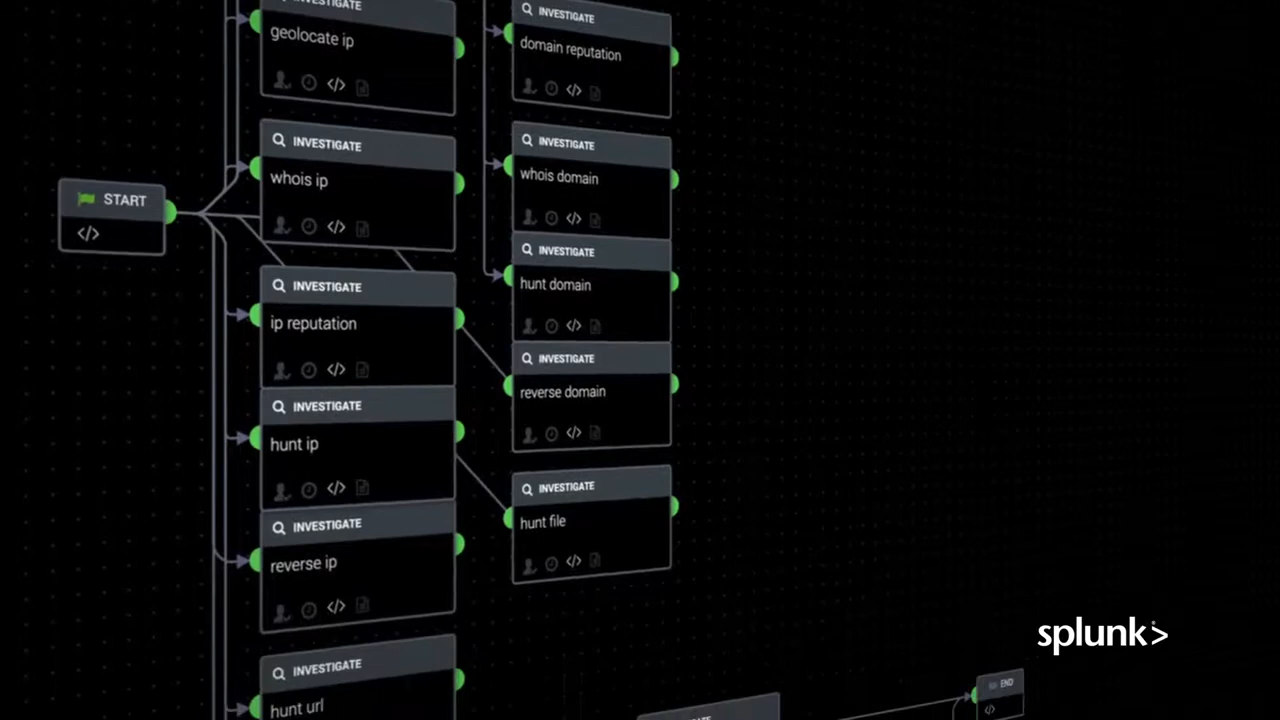 START
</>
INVESTIGATE
geolocate ip
</>
INVESTIGATE
whois ip
</>
INVESTIGATE
ip reputation
</>
INVESTIGATE
hunt ip
</>
INVESTIGATE
reverse ip
</>
INVESTIGATE
hunt url
INVESTIGATE
domain reputation
</>
INVESTIGATE
whois domain
</>
INVESTIGATE
hunt domain
</>
INVESTIGATE
reverse domain
</>
INVESTIGATE
hunt file
</>
splunk>
END
</>